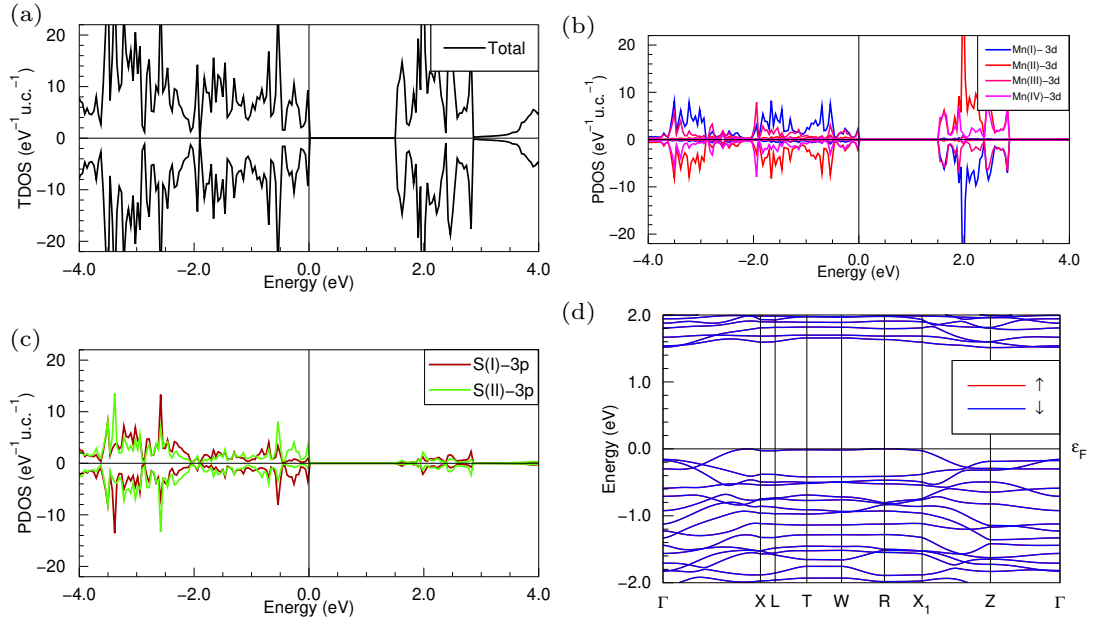 (a)
TDOS (eV⁻¹ u.c.⁻¹)
20
10
0
−10
−20
Total
−4.0 −2.0 0.0 2.0 4.0
Energy (eV)
(b)
PDOS (eV⁻¹ u.c.⁻¹)
20
10
0
−10
−20
Mn(I)−3d
Mn(II)−3d
Mn(III)−3d
Mn(IV)−3d
−4.0 −2.0 0.0 2.0 4.0
Energy (eV)
(c)
PDOS (eV⁻¹ u.c.⁻¹)
20
10
0
−10
−20
S(I)−3p
S(II)−3p
−4.0 −2.0 0.0 2.0 4.0
Energy (eV)
(d)
Energy (eV)
2.0
1.0
0.0
−1.0
−2.0
↑
↓
ε_F
Γ X L T W R X₁ Z Γ